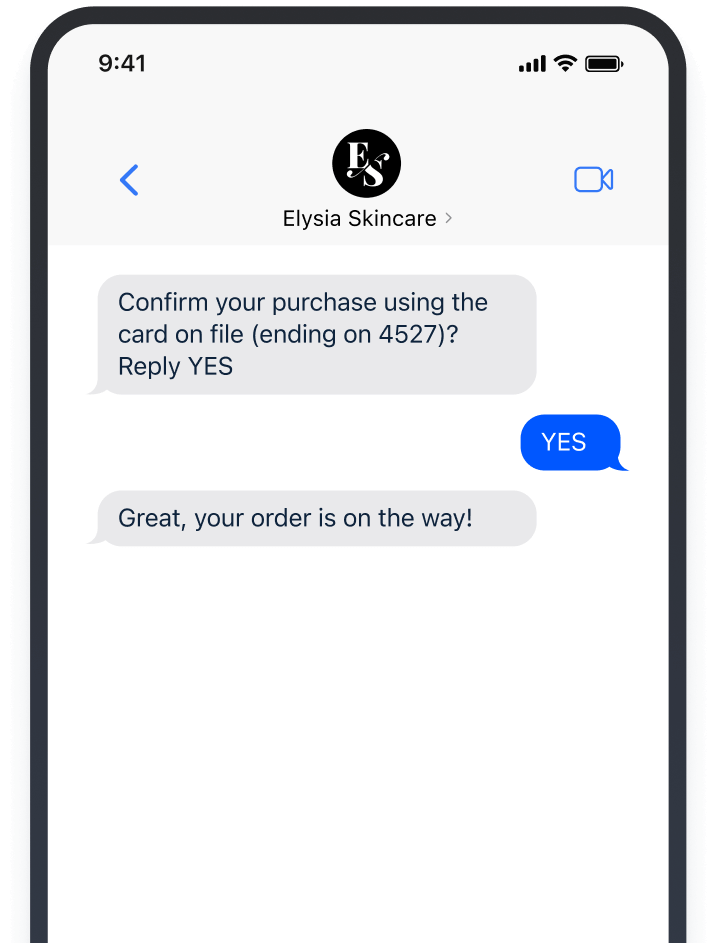 9:41
ES
Elysia Skincare
Confirm your purchase using the
card on file (ending on 4527)?
Reply YES
YES
Great, your order is on the way!